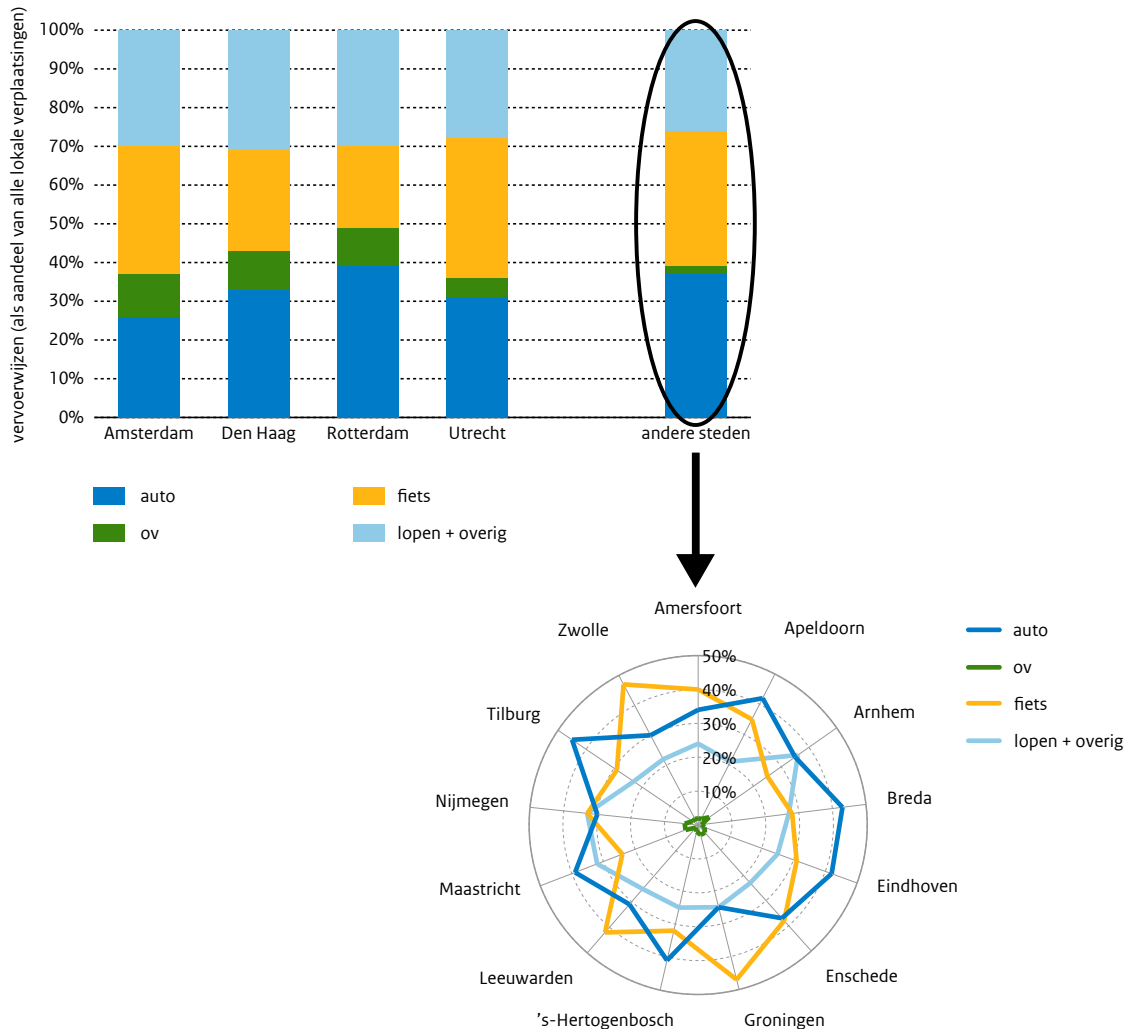 vervoerwijzen (als aandeel van alle lokale verplaatsingen)
100%
90%
80%
70%
60%
50%
40%
30%
20%
10%
0%
Amsterdam
Den Haag
Rotterdam
Utrecht
andere steden
auto
fiets
ov
lopen + overig
Amersfoort
Apeldoorn
Arnhem
Breda
Eindhoven
Enschede
Groningen
's-Hertogenbosch
Leeuwarden
Maastricht
Nijmegen
Tilburg
Zwolle
50%
40%
30%
20%
10%
auto
ov
fiets
lopen + overig